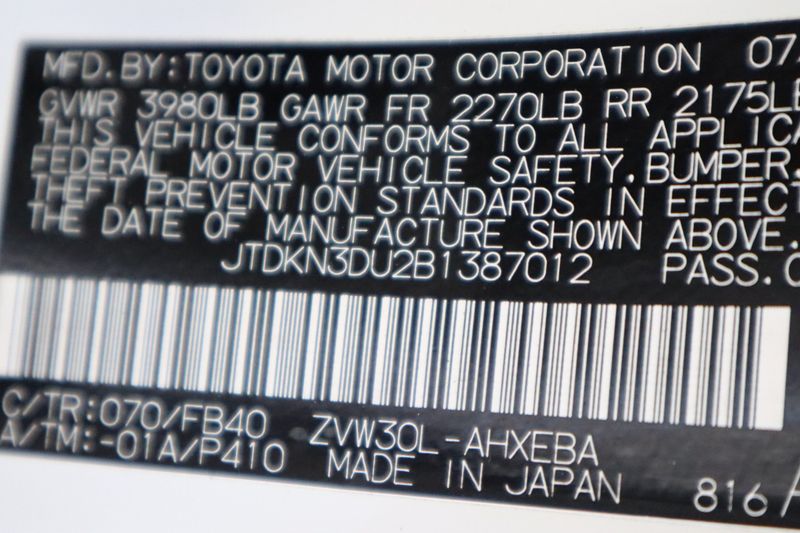 MFD. BY: TOYOTA MOTOR CORPORATION 07
GVWR 3980LB GAWR FR 2270LB RR 2175LB
THIS VEHICLE CONFORMS TO ALL APPLICA
FEDERAL MOTOR VEHICLE SAFETY, BUMPER,
THEFT PREVENTION STANDARDS IN EFFECT
THE DATE OF MANUFACTURE SHOWN ABOVE.
JTDKN3DU2B1387012 PASS.C
C/TR: 070/FB40 ZVW30L-AHXEBA
A/TM: -01A/P410 MADE IN JAPAN 816 A